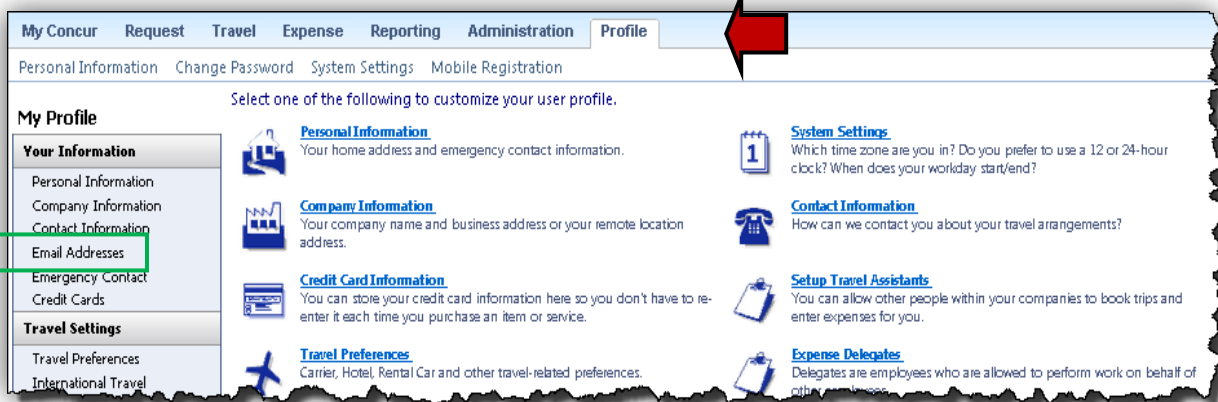 My Concur Request Travel Expense Reporting Administration Profile
Personal Information Change Password System Settings Mobile Registration
My Profile
Your Information
Personal Information
Company Information
Contact Information
Email Addresses
Emergency Contact
Credit Cards
Travel Settings
Travel Preferences
International Travel
Select one of the following to customize your user profile.
Personal Information
Your home address and emergency contact information.
Company Information
Your company name and business address or your remote location
address.
Credit Card Information
You can store your credit card information here so you don't have to re-
enter it each time you purchase an item or service.
Travel Preferences
Carrier, Hotel, Rental Car and other travel-related preferences.
System Settings
1
Which time zone are you in? Do you prefer to use a 12 or 24-hour
clock? When does your workday start/end?
Contact Information
How can we contact you about your travel arrangements?
Setup Travel Assistants
You can allow other people within your companies to book trips and
enter expenses for you.
Expense Delegates
Delegates are employees who are allowed to perform work on behalf of
other employees.